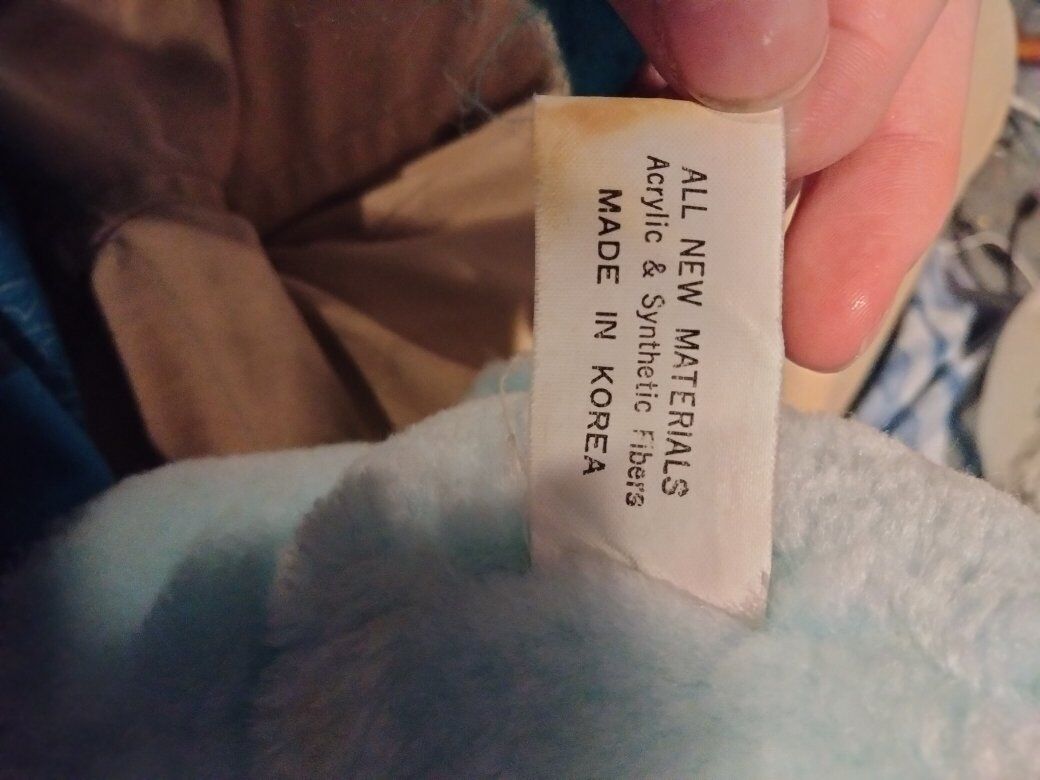 ALL NEW MATERIALS
Acrylic & Synthetic Fibers
MADE IN KOREA